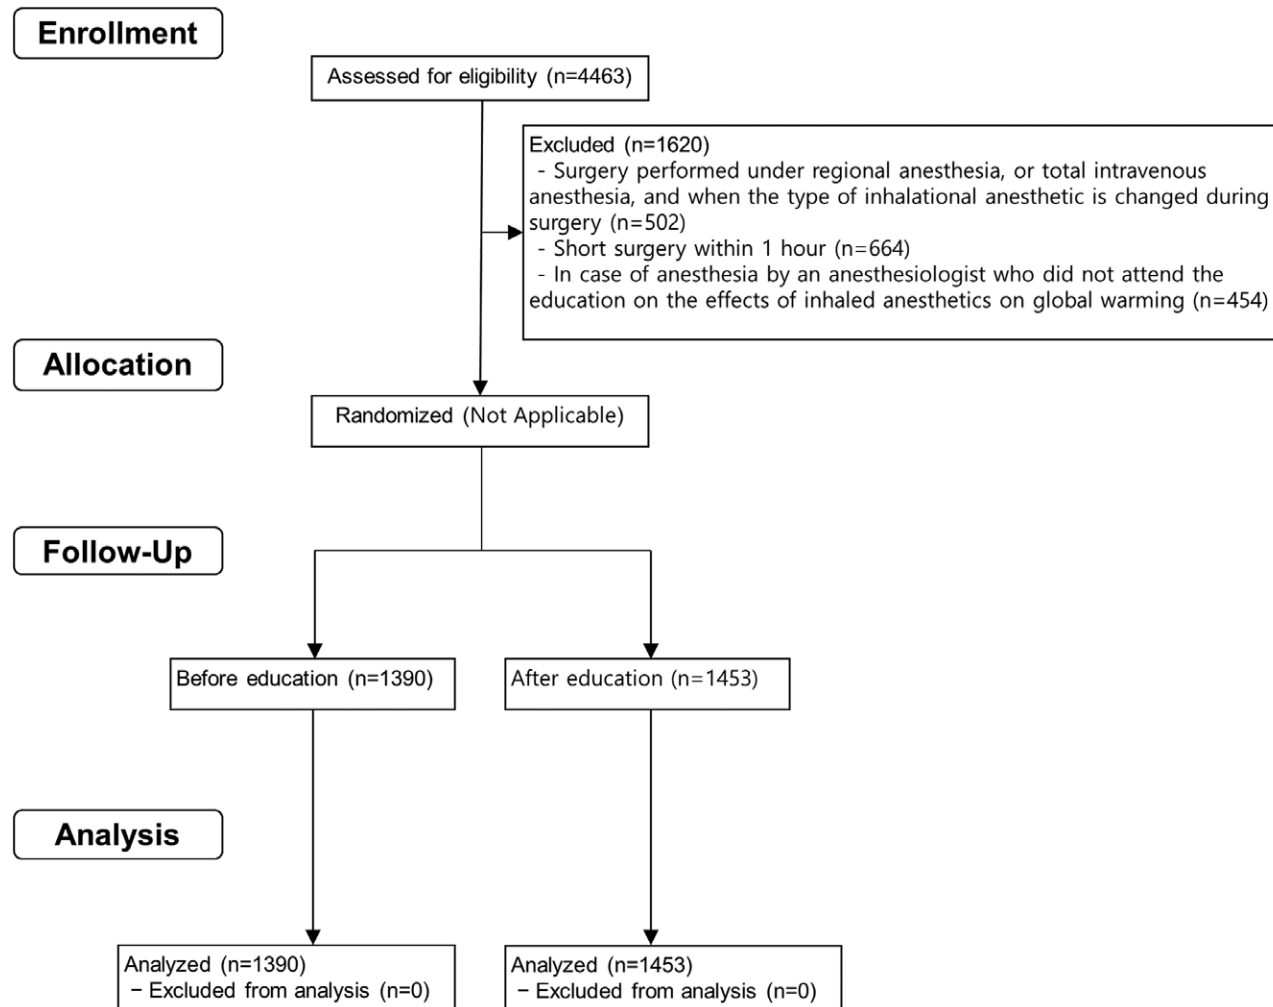 Enrollment
Assessed for eligibility (n=4463)
Excluded (n=1620)
- Surgery performed under regional anesthesia, or total intravenous
anesthesia, and when the type of inhalational anesthetic is changed during
surgery (n=502)
- Short surgery within 1 hour (n=664)
- In case of anesthesia by an anesthesiologist who did not attend the
education on the effects of inhaled anesthetics on global warming (n=454)
Allocation
Randomized (Not Applicable)
Follow-Up
Before education (n=1390)
After education (n=1453)
Analysis
Analyzed (n=1390)
− Excluded from analysis (n=0)
Analyzed (n=1453)
− Excluded from analysis (n=0)